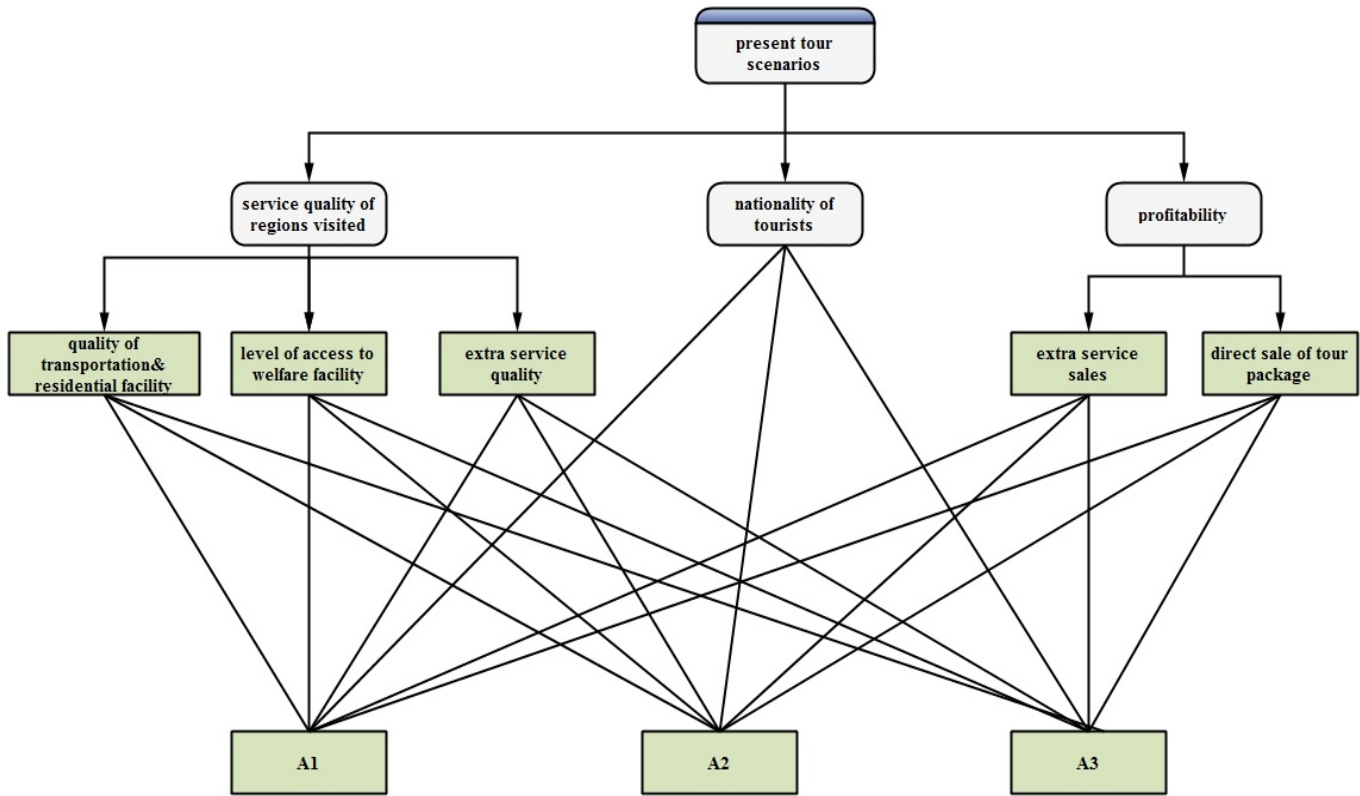 present tour
scenarios
service quality of
regions visited
nationality of
tourists
profitability
quality of
transportation&
residential facility
level of access to
welfare facility
extra service
quality
extra service
sales
direct sale of tour
package
A1
A2
A3